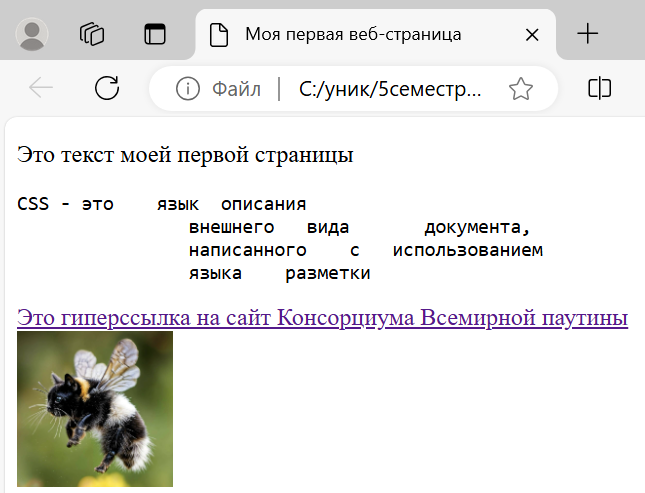 Моя первая веб-страница
Файл | C:/уник/5семестр...
Это текст моей первой страницы
CSS - это    язык  описания
                внешнего   вида       документа,
                написанного    с   использованием
                языка    разметки
Это гиперссылка на сайт Консорциума Всемирной паутины